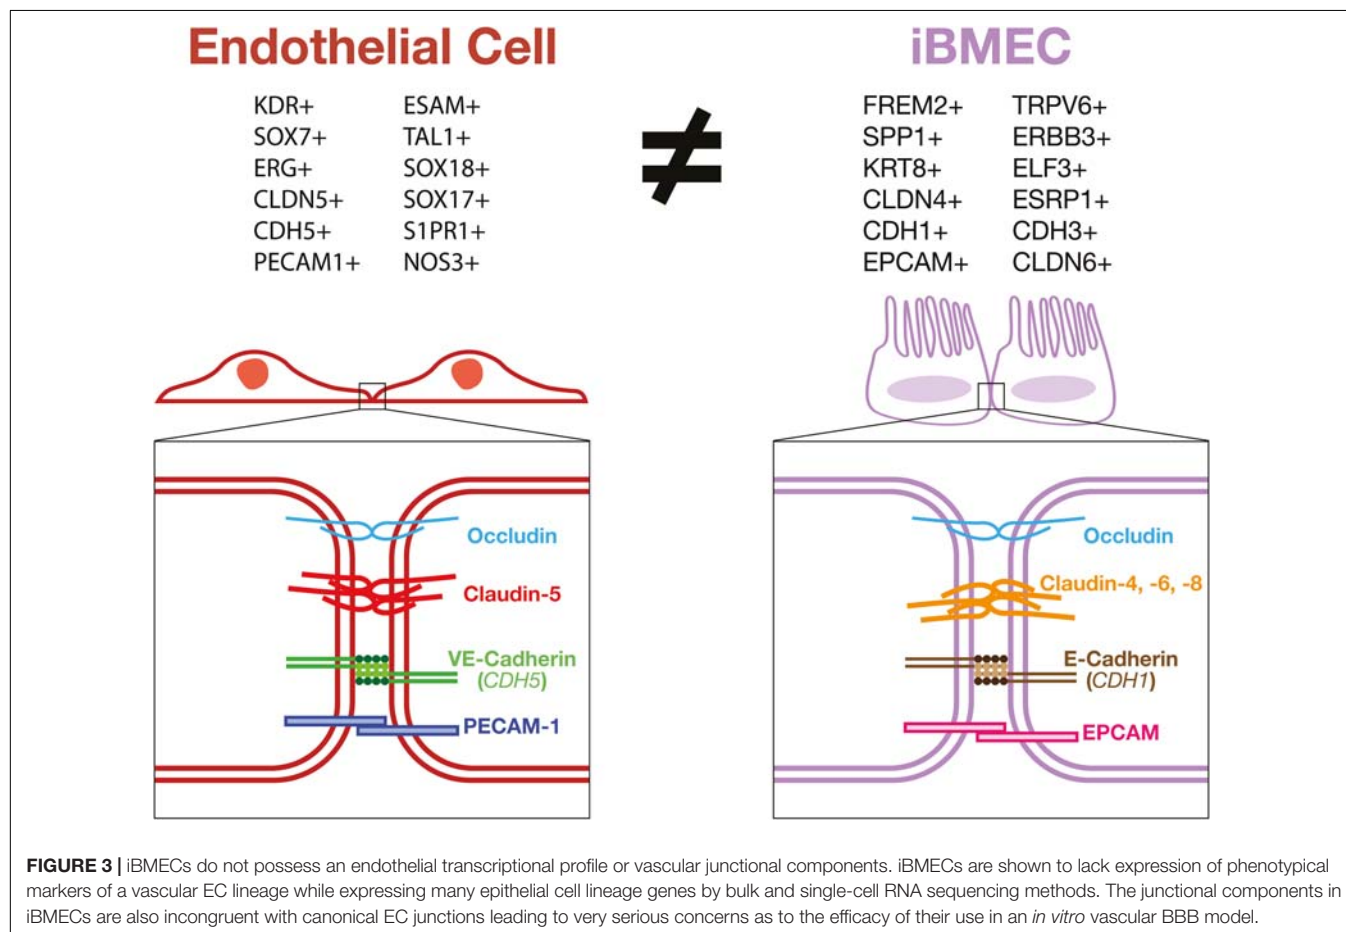 Endothelial Cell
KDR+ ESAM+
SOX7+ TAL1+
ERG+ SOX18+
CLDN5+ SOX17+
CDH5+ S1PR1+
PECAM1+ NOS3+
≠
iBMEC
FREM2+ TRPV6+
SPP1+ ERBB3+
KRT8+ ELF3+
CLDN4+ ESRP1+
CDH1+ CDH3+
EPCAM+ CLDN6+
Occludin
Claudin-5
VE-Cadherin
(CDH5)
PECAM-1
Occludin
Claudin-4, -6, -8
E-Cadherin
(CDH1)
EPCAM
FIGURE 3 | iBMECs do not possess an endothelial transcriptional profile or vascular junctional components. iBMECs are shown to lack expression of phenotypical
markers of a vascular EC lineage while expressing many epithelial cell lineage genes by bulk and single-cell RNA sequencing methods. The junctional components in
iBMECs are also incongruent with canonical EC junctions leading to very serious concerns as to the efficacy of their use in an in vitro vascular BBB model.